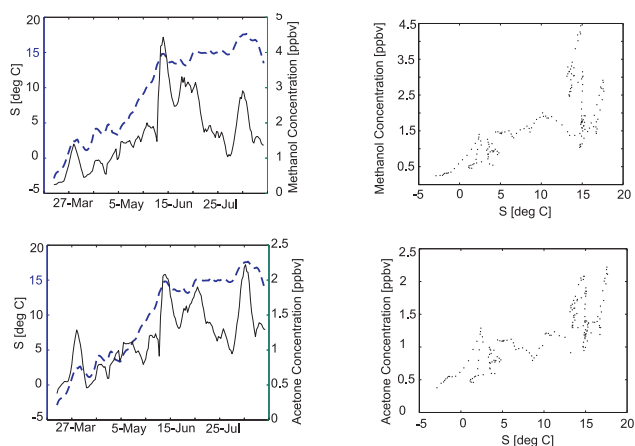 20
15
10
5
0
-5
S [deg C]
27-Mar 5-May 15-Jun 25-Jul
5
4
3
2
1
0
Methanol Concentration [ppbv]
4.5
3.5
2.5
1.5
0.5
Methanol Concentration [ppbv]
-5 0 5 10 15 20
S [deg C]
20
15
10
5
0
-5
S [deg C]
27-Mar 5-May 15-Jun 25-Jul
2.5
2
1.5
1
0.5
0
Acetone Concentration [ppbv]
2.5
2.0
1.5
1.0
0.5
0
Acetone Concentration [ppbv]
-5 0 5 10 15 20
S [deg C]